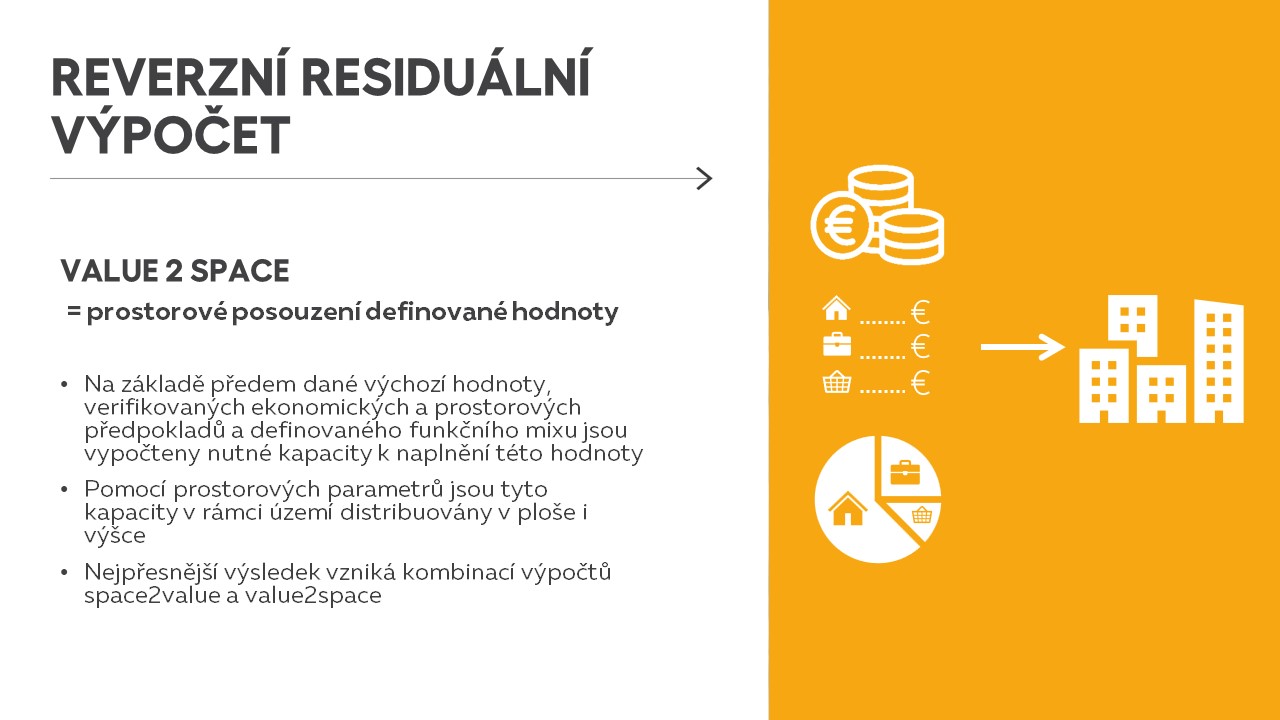 REVERZNÍ RESIDUÁLNÍ
VÝPOČET
VALUE 2 SPACE
= prostorové posouzení definované hodnoty
• Na základě předem dané výchozí hodnoty,
verifikovaných ekonomických a prostorových
předpokladů a definovaného funkčního mixu jsou
vypočteny nutné kapacity k naplnění této hodnoty
• Pomocí prostorových parametrů jsou tyto
kapacity v rámci území distribuovány v ploše i
výšce
• Nejpřesnější výsledek vzniká kombinací výpočtů
space2value a value2space
€
........ €
........ €
........ €